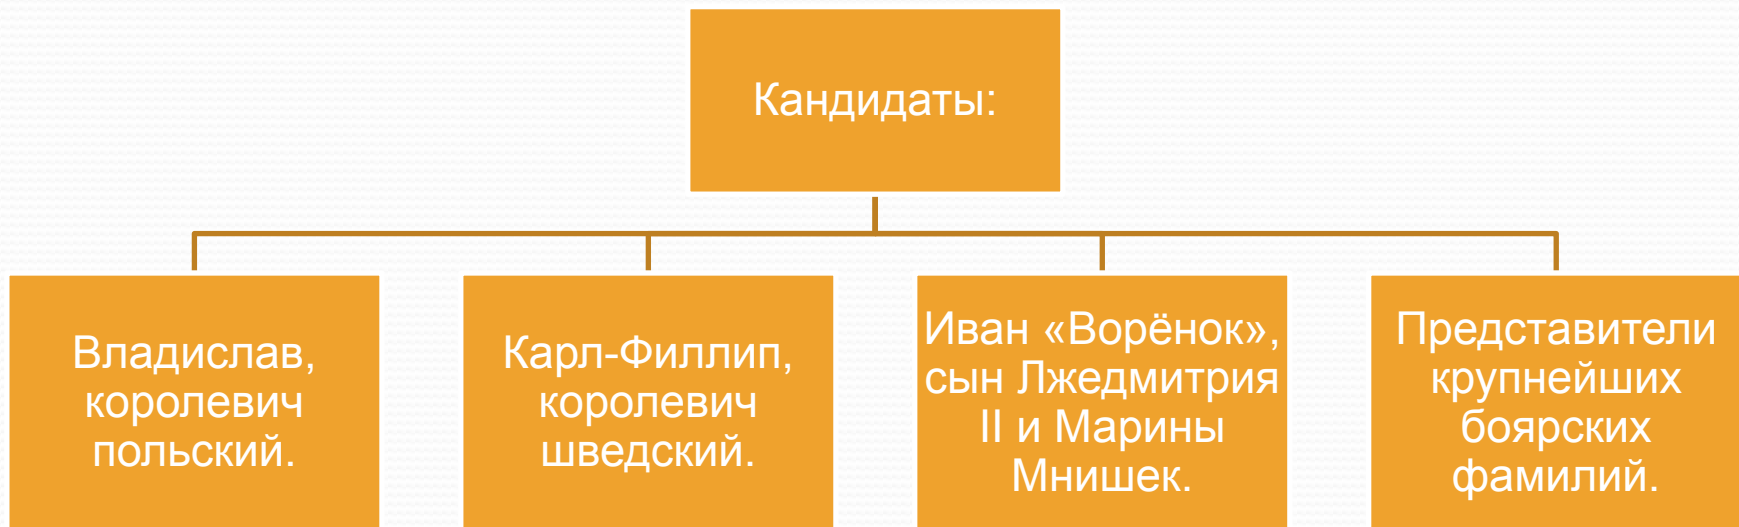 Кандидаты:
Владислав,
королевич
польский.
Карл-Филлип,
королевич
шведский.
Иван «Ворёнок»,
сын Лжедмитрия
II и Марины
Мнишек.
Представители
крупнейших
боярских
фамилий.